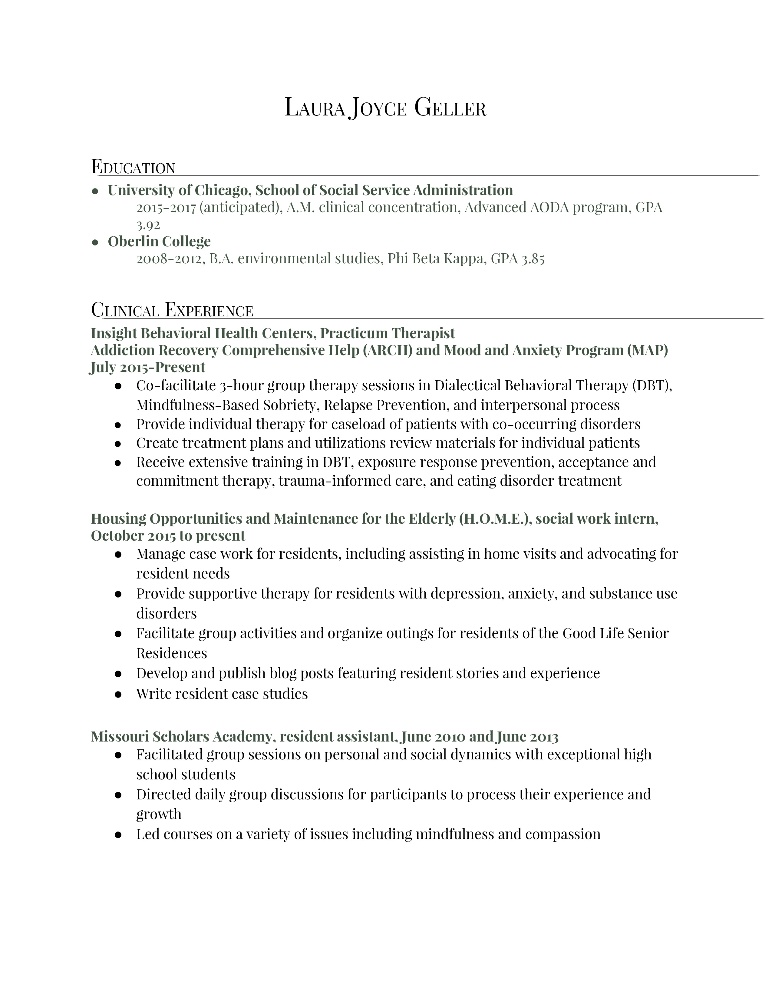 Laura Joyce Geller
Education
● University of Chicago, School of Social Service Administration
2015-2017 (anticipated), A.M. clinical concentration, Advanced AODA program, GPA
3.92
● Oberlin College
2008-2012, B.A. environmental studies, Phi Beta Kappa, GPA 3.85
Clinical Experience
Insight Behavioral Health Centers, Practicum Therapist
Addiction Recovery Comprehensive Help (ARCH) and Mood and Anxiety Program (MAP)
July 2015-Present
● Co-facilitate 3-hour group therapy sessions in Dialectical Behavioral Therapy (DBT),
Mindfulness-Based Sobriety, Relapse Prevention, and interpersonal process
● Provide individual therapy for caseload of patients with co-occurring disorders
● Create treatment plans and utilizations review materials for individual patients
● Receive extensive training in DBT, exposure response prevention, acceptance and
commitment therapy, trauma-informed care, and eating disorder treatment
Housing Opportunities and Maintenance for the Elderly (H.O.M.E.), social work intern,
October 2015 to present
● Manage case work for residents, including assisting in home visits and advocating for
resident needs
● Provide supportive therapy for residents with depression, anxiety, and substance use
disorders
● Facilitate group activities and organize outings for residents of the Good Life Senior
Residences
● Develop and publish blog posts featuring resident stories and experience
● Write resident case studies
Missouri Scholars Academy, resident assistant, June 2010 and June 2013
● Facilitated group sessions on personal and social dynamics with exceptional high
school students
● Directed daily group discussions for participants to process their experience and
growth
● Led courses on a variety of issues including mindfulness and compassion